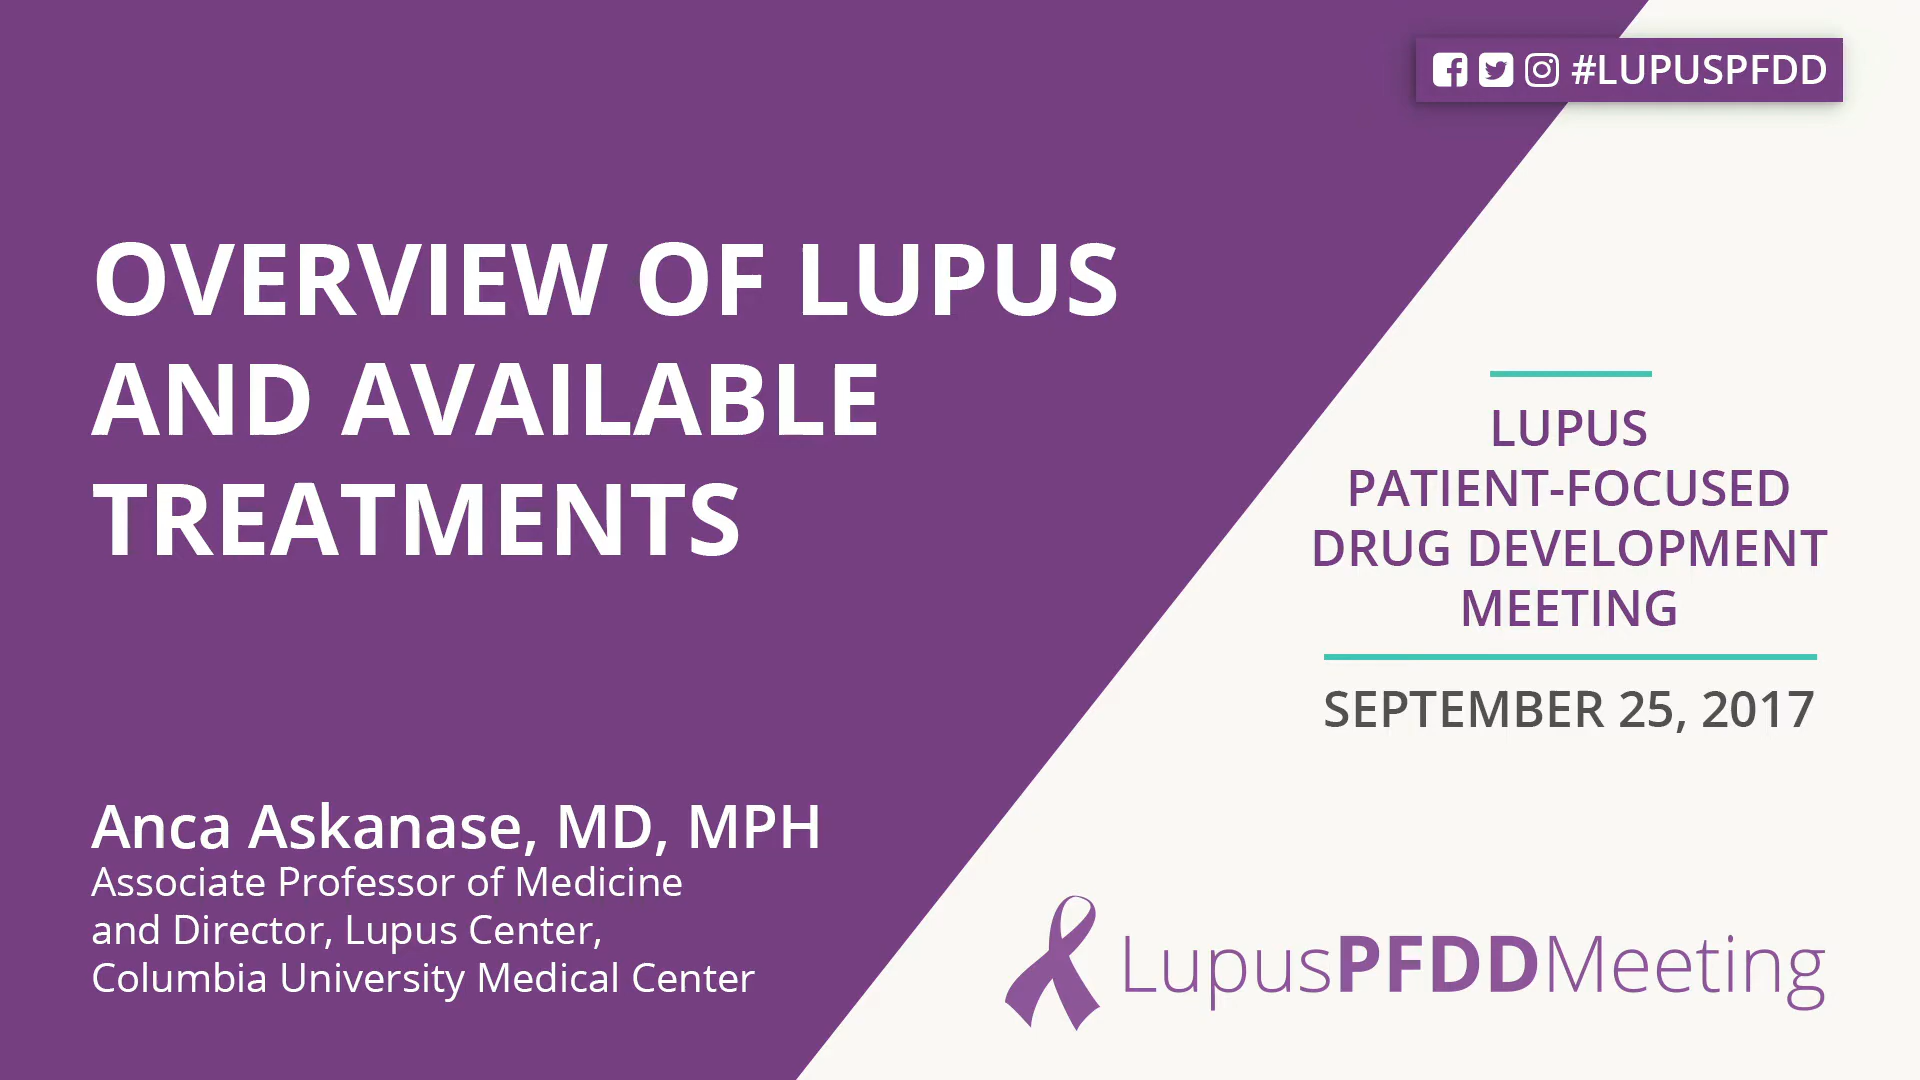 #LUPUSPFDD
OVERVIEW OF LUPUS
AND AVAILABLE
TREATMENTS
LUPUS
PATIENT-FOCUSED
DRUG DEVELOPMENT
MEETING
SEPTEMBER 25, 2017
Anca Askanase, MD, MPH
Associate Professor of Medicine
and Director, Lupus Center,
Columbia University Medical Center
LupusPFDDMeeting